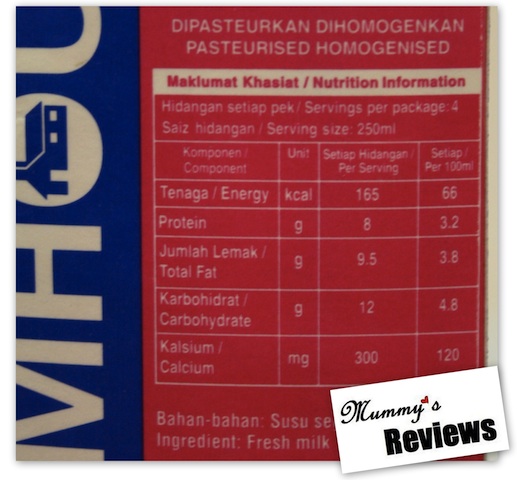 MHOU
DIPASTEURKAN DIHOMOGENKAN
PASTEURISED HOMOGENISED
Maklumat Khasiat / Nutrition Information
Hidangan setiap pek / Servings per package: 4
Saiz hidangan / Serving size: 250ml
Komponen / Component Unit Setiap Hidangan / Per Serving Setiap / Per 100ml
Tenaga / Energy kcal 165 66
Protein g 8 3.2
Jumlah Lemak / Total Fat g 9.5 3.8
Karbohidrat / Carbohydrate g 12 4.8
Kalsium / Calcium mg 300 120
Bahan-bahan: Susu se
Ingredient: Fresh milk
Mummy's
Reviews